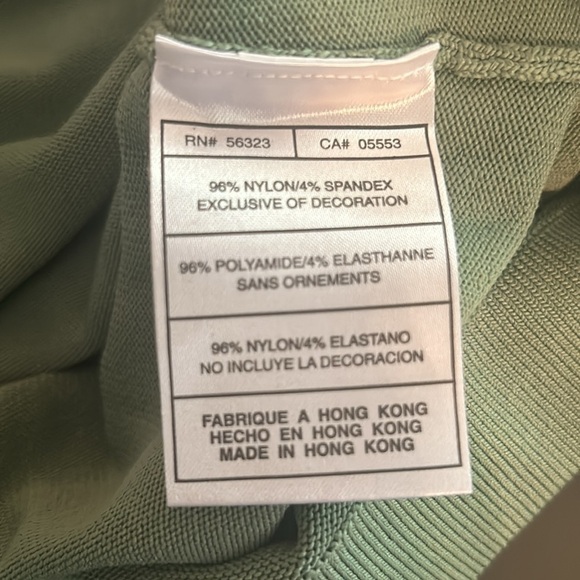 RN# 56323 CA# 05553
96% NYLON/4% SPANDEX
EXCLUSIVE OF DECORATION
96% POLYAMIDE/4% ELASTHANNE
SANS ORNEMENTS
96% NYLON/4% ELASTANO
NO INCLUYE LA DECORACION
FABRIQUE A HONG KONG
HECHO EN HONG KONG
MADE IN HONG KONG